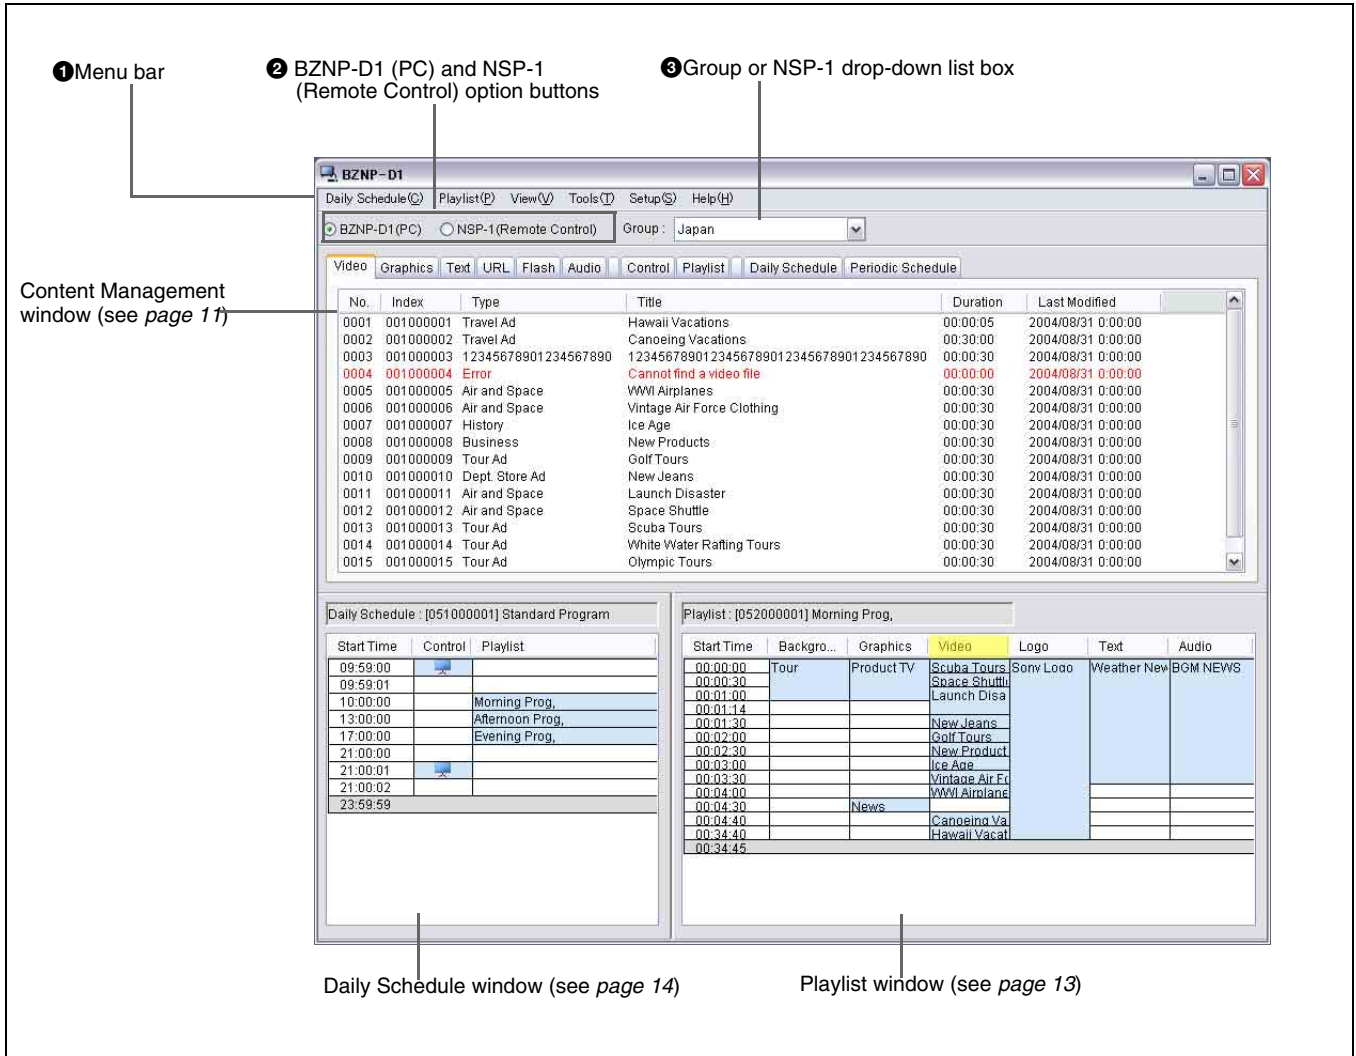 ❶Menu bar
❷ BZNP-D1 (PC) and NSP-1 (Remote Control) option buttons
❸Group or NSP-1 drop-down list box
BZNP-D1
Daily Schedule(C) Playlist(P) View(V) Tools(T) Setup(S) Help(H)
BZNP-D1(PC) NSP-1(Remote Control) Group : Japan
Video Graphics Text URL Flash Audio Control Playlist Daily Schedule Periodic Schedule
Content Management window (see page 11)
No. Index Type Title Duration Last Modified
0001 001000001 Travel Ad Hawaii Vacations 00:00:05 2004/08/31 0:00:00
0002 001000002 Travel Ad Canoeing Vacations 00:30:00 2004/08/31 0:00:00
0003 001000003 12345678901234567890 1234567890123456789012345678901234567890 00:00:30 2004/08/31 0:00:00
0004 001000004 Error Cannot find a video file 00:00:00 2004/08/31 0:00:00
0005 001000005 Air and Space WWI Airplanes 00:00:30 2004/08/31 0:00:00
0006 001000006 Air and Space Vintage Air Force Clothing 00:00:30 2004/08/31 0:00:00
0007 001000007 History Ice Age 00:00:30 2004/08/31 0:00:00
0008 001000008 Business New Products 00:00:30 2004/08/31 0:00:00
0009 001000009 Tour Ad Golf Tours 00:00:30 2004/08/31 0:00:00
0010 001000010 Dept. Store Ad New Jeans 00:00:30 2004/08/31 0:00:00
0011 001000011 Air and Space Launch Disaster 00:00:30 2004/08/31 0:00:00
0012 001000012 Air and Space Space Shuttle 00:00:30 2004/08/31 0:00:00
0013 001000013 Tour Ad Scuba Tours 00:00:30 2004/08/31 0:00:00
0014 001000014 Tour Ad White Water Rafting Tours 00:00:30 2004/08/31 0:00:00
0015 001000015 Tour Ad Olympic Tours 00:00:30 2004/08/31 0:00:00
Daily Schedule : [051000001] Standard Program
Start Time Control Playlist
09:59:00
09:59:01
10:00:00 Morning Prog,
13:00:00 Afternoon Prog,
17:00:00 Evening Prog,
21:00:00
21:00:01
21:00:02
23:59:59
Playlist : [052000001] Morning Prog,
Start Time Backgro... Graphics Video Logo Text Audio
00:00:00 Tour Product TV Scuba Tours Sony Logo Weather New BGM NEWS
00:00:30 Space Shuttl
00:01:00 Launch Disa
00:01:14
00:01:30 New Jeans
00:02:00 Golf Tours
00:02:30 New Product
00:03:00 Ice Age
00:03:30 Vintage Air Fo
00:04:00 WWI Airplane
00:04:30 News
00:04:40 Canoeing Va
00:34:40 Hawaii Vacat
00:34:45
Daily Schedule window (see page 14)
Playlist window (see page 13)